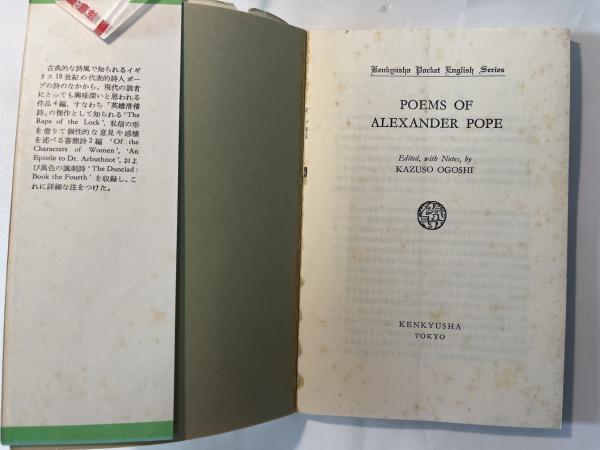 古典的な詩風で知られるイギ
リス18世紀の代表的詩人ポー
プの詩のなかから、現代の読者
にとっても興味深いと思われる
作品4編、すなわち「英雄滑稽
詩」の傑作として知られる‘The
Rape of the Lock’, 私信の形
を借りて個性的な意見や感懐
を述べる書簡詩2編 ‘Of the
Characters of Women’, ‘An
Epistle to Dr. Arbuthnot’, およ
び異色の諷刺詩 ‘The Dunciad:
Book the Fourth’ を収録し、こ
れに詳細な注をつけた。
Kenkyusha Pocket English Series
POEMS OF
ALEXANDER POPE
Edited, with Notes, by
KAZUSO OGOSHI
KENKYUSHA
TOKYO